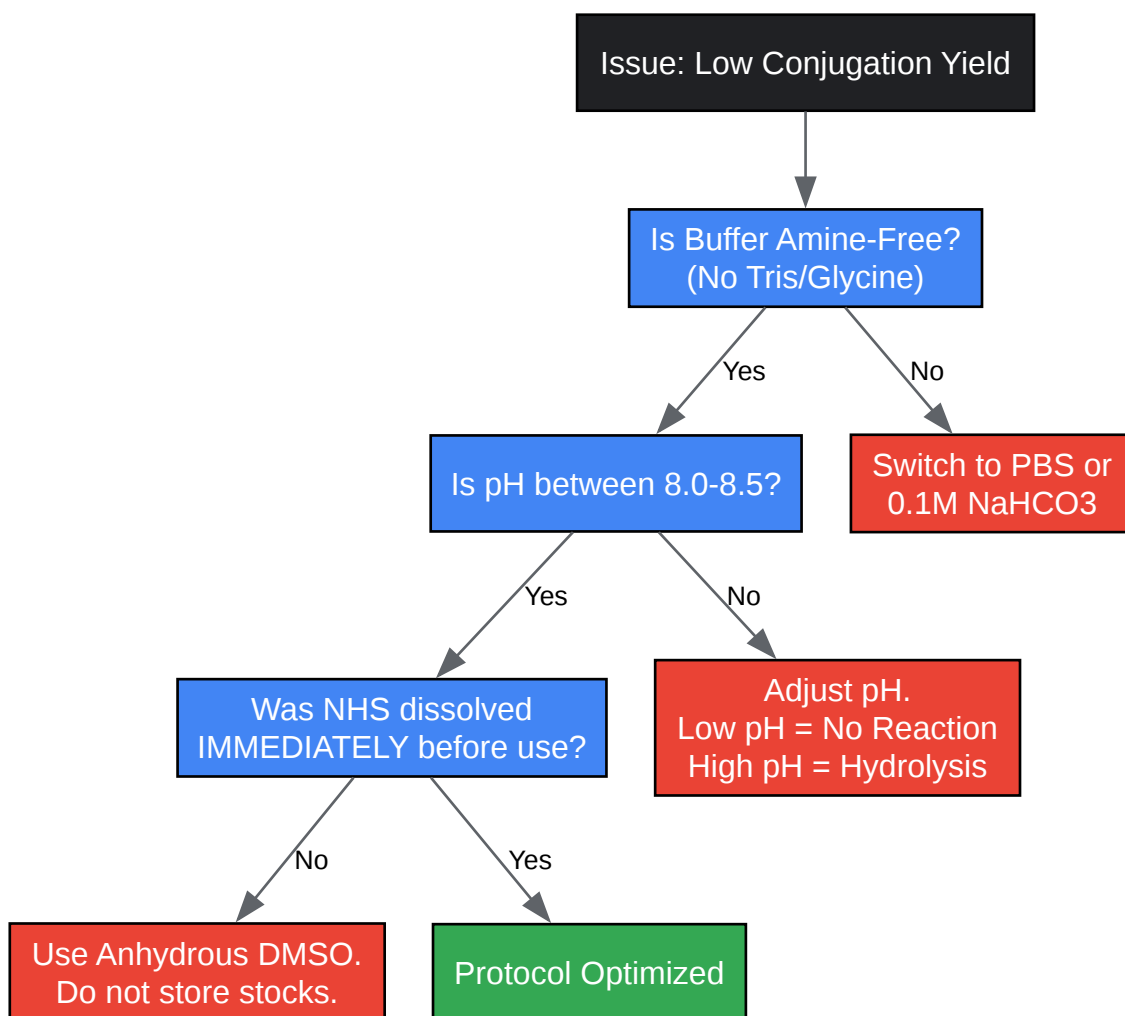 Issue: Low Conjugation Yield
Is Buffer Amine-Free?
(No Tris/Glycine)
Yes
No
Is pH between 8.0-8.5?
Switch to PBS or
0.1M NaHCO3
Yes
No
Was NHS dissolved
IMMEDIATELY before use?
Adjust pH.
Low pH = No Reaction
High pH = Hydrolysis
No
Yes
Use Anhydrous DMSO.
Do not store stocks.
Protocol Optimized